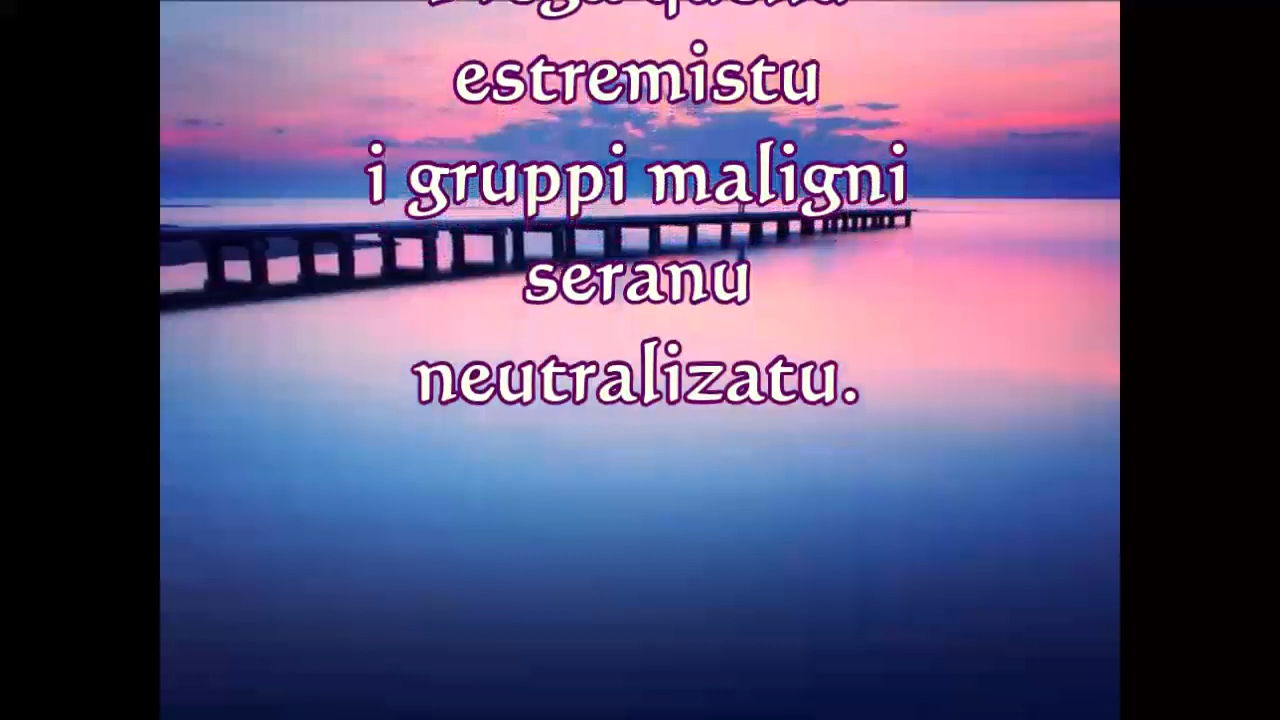 estremistu
i gruppi maligni
seranu
neutralizatu.